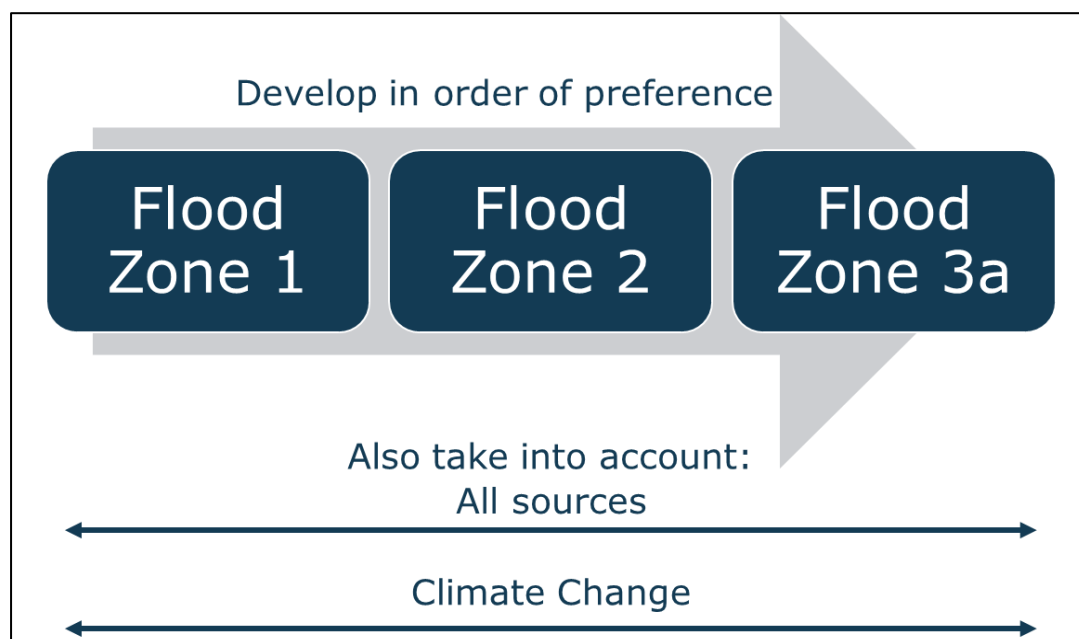 Develop in order of preference
Flood
Zone 1
Flood
Zone 2
Flood
Zone 3a
Also take into account:
All sources
Climate Change